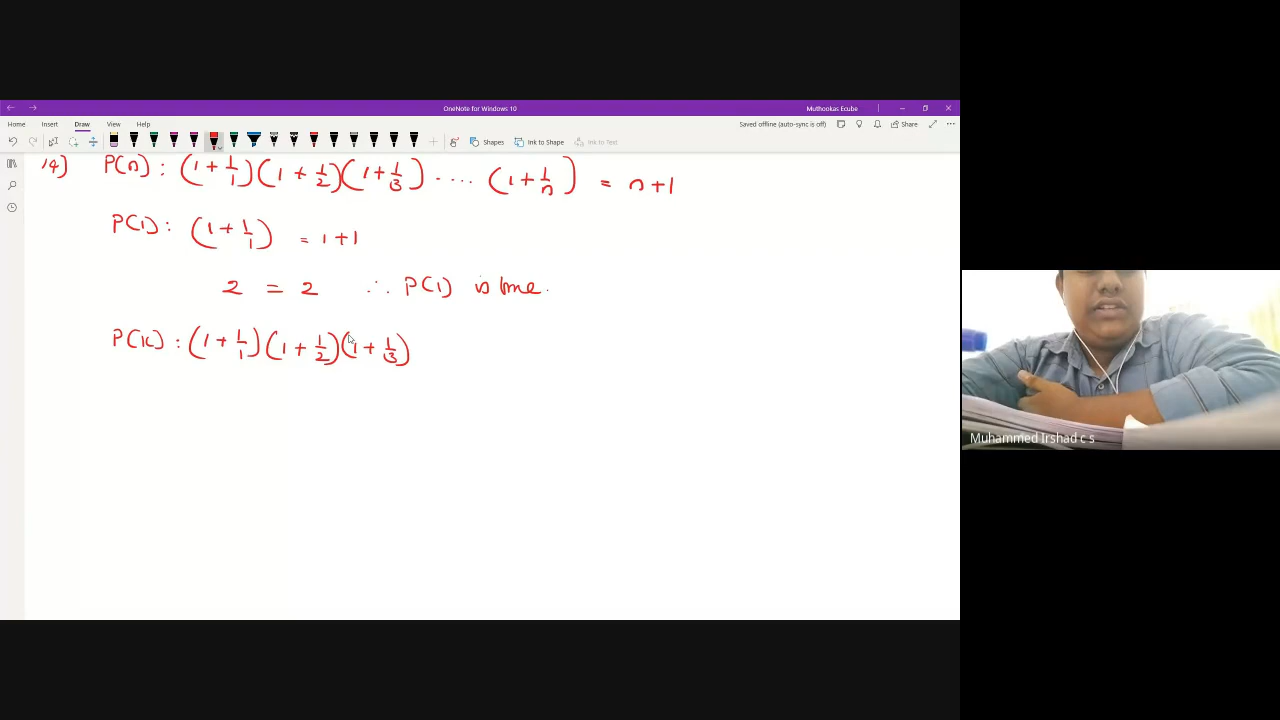 OneNote for Windows 10
Muthookas Ecube
Home Insert Draw View Help
Saved offline (auto-sync is off) Share
Shapes Ink to Shape Ink to Text
14) P(n) : (1 + 1/1)(1 + 1/2)(1 + 1/3) .... (1 + 1/n) = n+1
P(1) : (1 + 1/1) = 1+1
2 = 2 ∴ P(1) is true.
P(k) : (1 + 1/1)(1 + 1/2)(1 + 1/3)
Muhammed Irshad c s